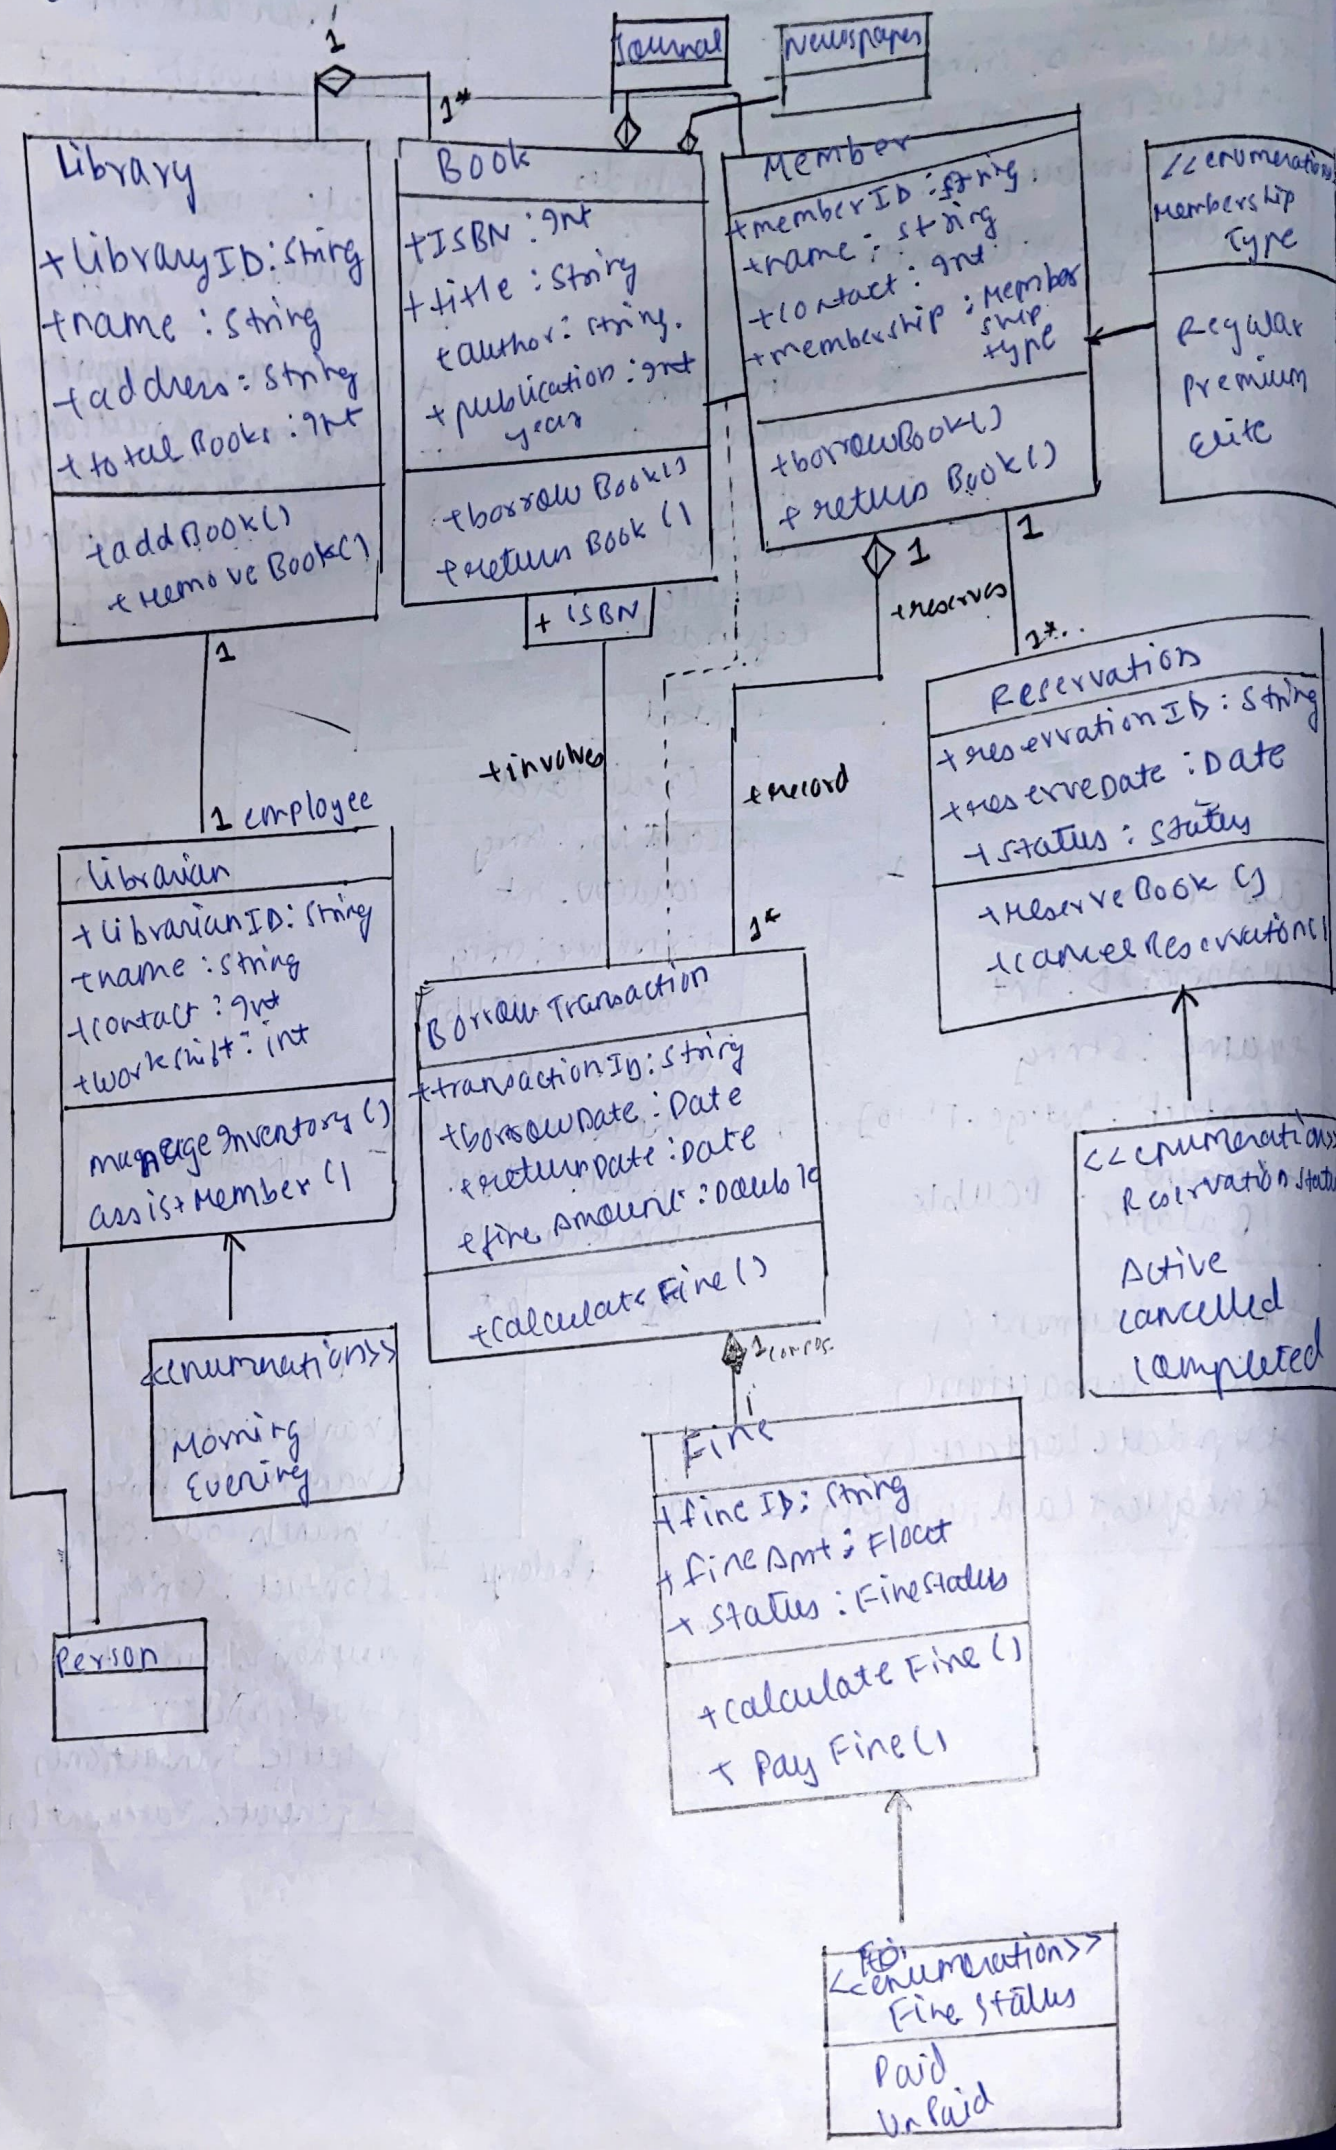 1
1*
Journal
Newspaper
Library
+LibraryID:String
+name : String
+address : String
+total Books : Int
+addBook()
+removeBook()
1
Book
+ISBN : Int
+title : String
+author : String.
+publication : Int
year
+borrow Book()
+return Book ()
+ ISBN
Member
+memberID : String
+name : String
+contact : Int
+membership : Member
ship
type
+borrowBook()
+return Book()
1
1
+reserves
1*..
<<enumeration
Membership
Type
Regular
Premium
Elite
+involves
+record
1*
1 employee
Librarian
+LibrarianID: String
+name : String
+contact : Int
+workshift : int
manage Inventory ()
assist Member ()
Reservation
+reservationID : String
+reserveDate : Date
+status : Status
+reserveBook ()
+cancelReservation()
Borrow Transaction
+transactionID: String
+borrowDate : Date
+returnDate : Date
+fine Amount : Double
+Calculate Fine ()
1
1
<<enumeration>>
Morning
Evening
<<enumeration>>
Reservation Statu
Active
cancelled
completed
Person
Fine
+fine ID: String
+fine Amt : Float
+ Status : FineStatus
+calculate Fine ()
+ Pay Fine ()
<<enumeration>>
Fine Status
Paid
UnPaid